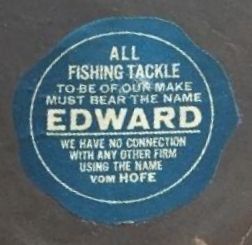 ALL
FISHING TACKLE
TO BE OF OUR MAKE
MUST BEAR THE NAME
EDWARD
WE HAVE NO CONNECTION
WITH ANY OTHER FIRM
USING THE NAME
VOM HOFE